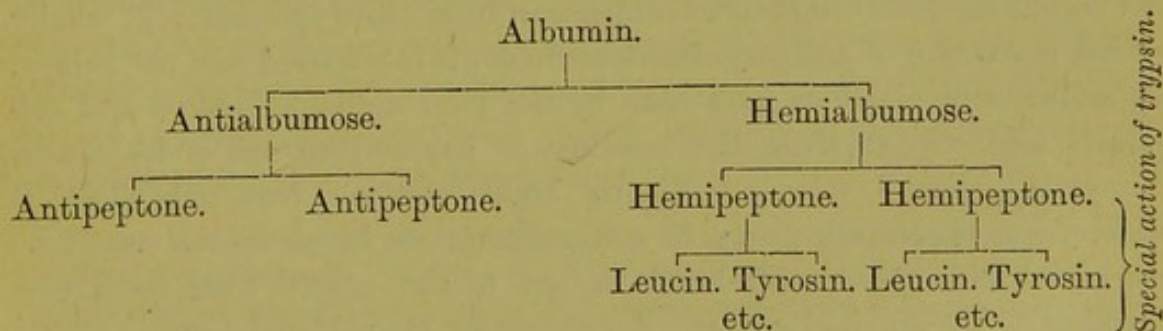 Albumin.
Antialbumose. Hemialbumose.
Antipeptone. Antipeptone. Hemipeptone. Hemipeptone.
Leucin. Tyrosin. Leucin. Tyrosin.
etc. etc.
Special action of trypsin.